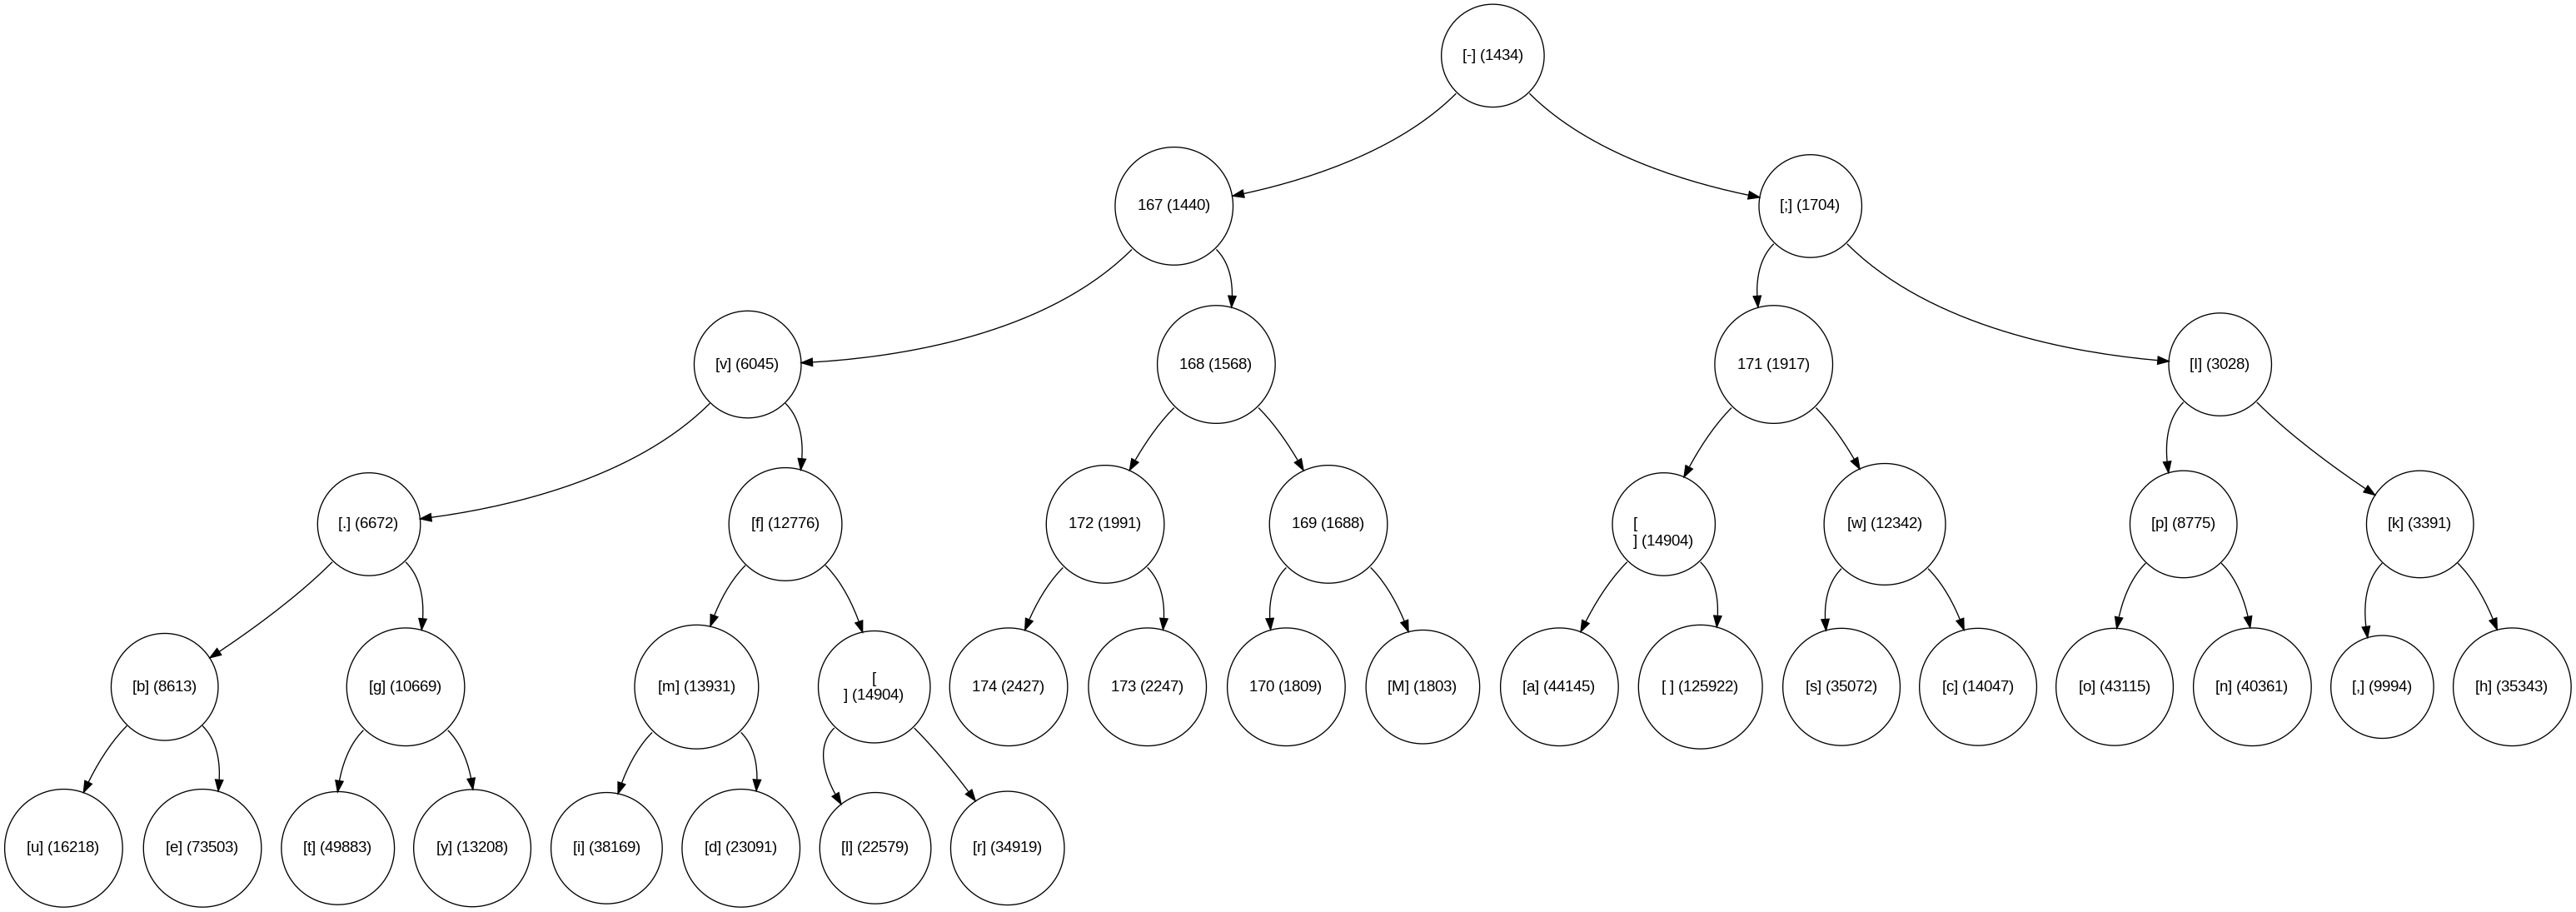 [-] (1434)
167 (1440)
[;] (1704)
[v] (6045)
168 (1568)
171 (1917)
[I] (3028)
[.] (6672)
[f] (12776)
172 (1991)
169 (1688)
[
] (14904)
[w] (12342)
[p] (8775)
[k] (3391)
[b] (8613)
[g] (10669)
[m] (13931)
[
] (14904)
174 (2427)
173 (2247)
170 (1809)
[M] (1803)
[a] (44145)
[ ] (125922)
[s] (35072)
[c] (14047)
[o] (43115)
[n] (40361)
[,] (9994)
[h] (35343)
[u] (16218)
[e] (73503)
[t] (49883)
[y] (13208)
[i] (38169)
[d] (23091)
[l] (22579)
[r] (34919)